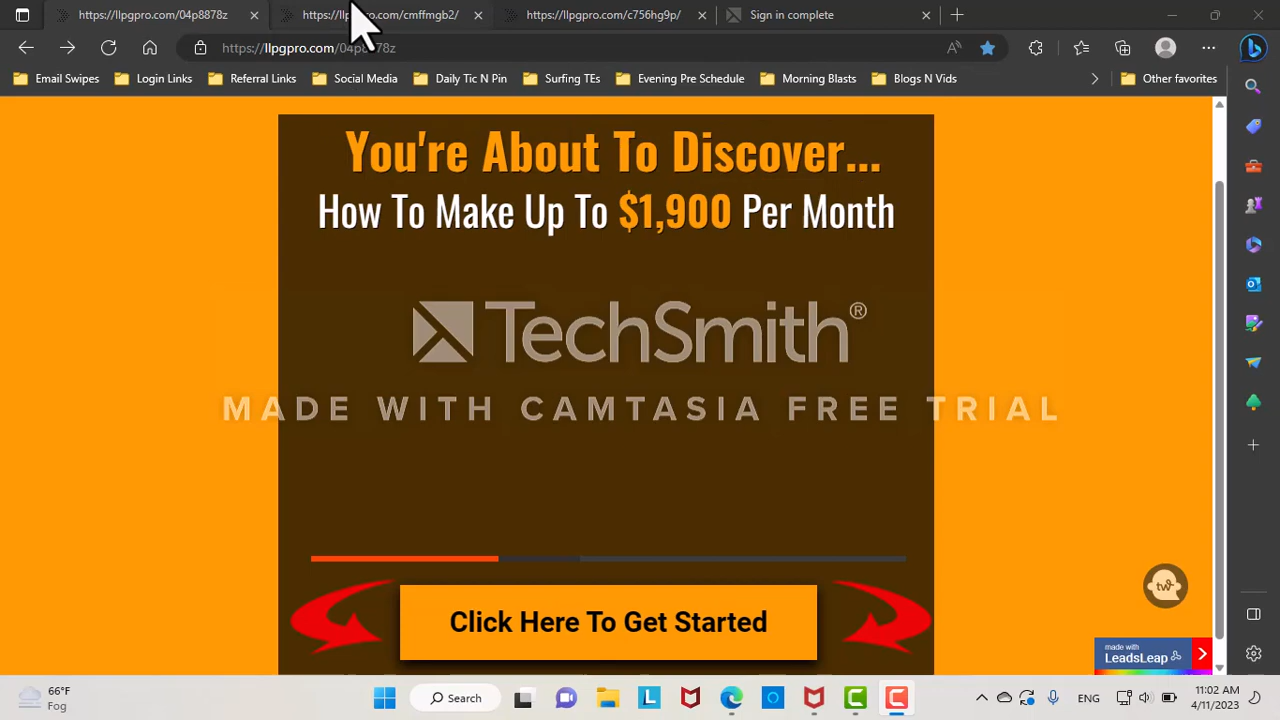 https://llpgpro.com/04p8878z
https://llpgpro.com/cmffmgb2/
https://llpgpro.com/c756hg9p/
Sign in complete
https://llpgpro.com/04p8878z
Email Swipes
Login Links
Referral Links
Social Media
Daily Tic N Pin
Surfing TEs
Evening Pre Schedule
Morning Blasts
Blogs N Vids
Other favorites
You're About To Discover...
How To Make Up To $1,900 Per Month
TechSmith®
MADE WITH CAMTASIA FREE TRIAL
Click Here To Get Started
tw
made with
LeadsLeap
66°F
Fog
Search
ENG
11:02 AM
4/11/2023